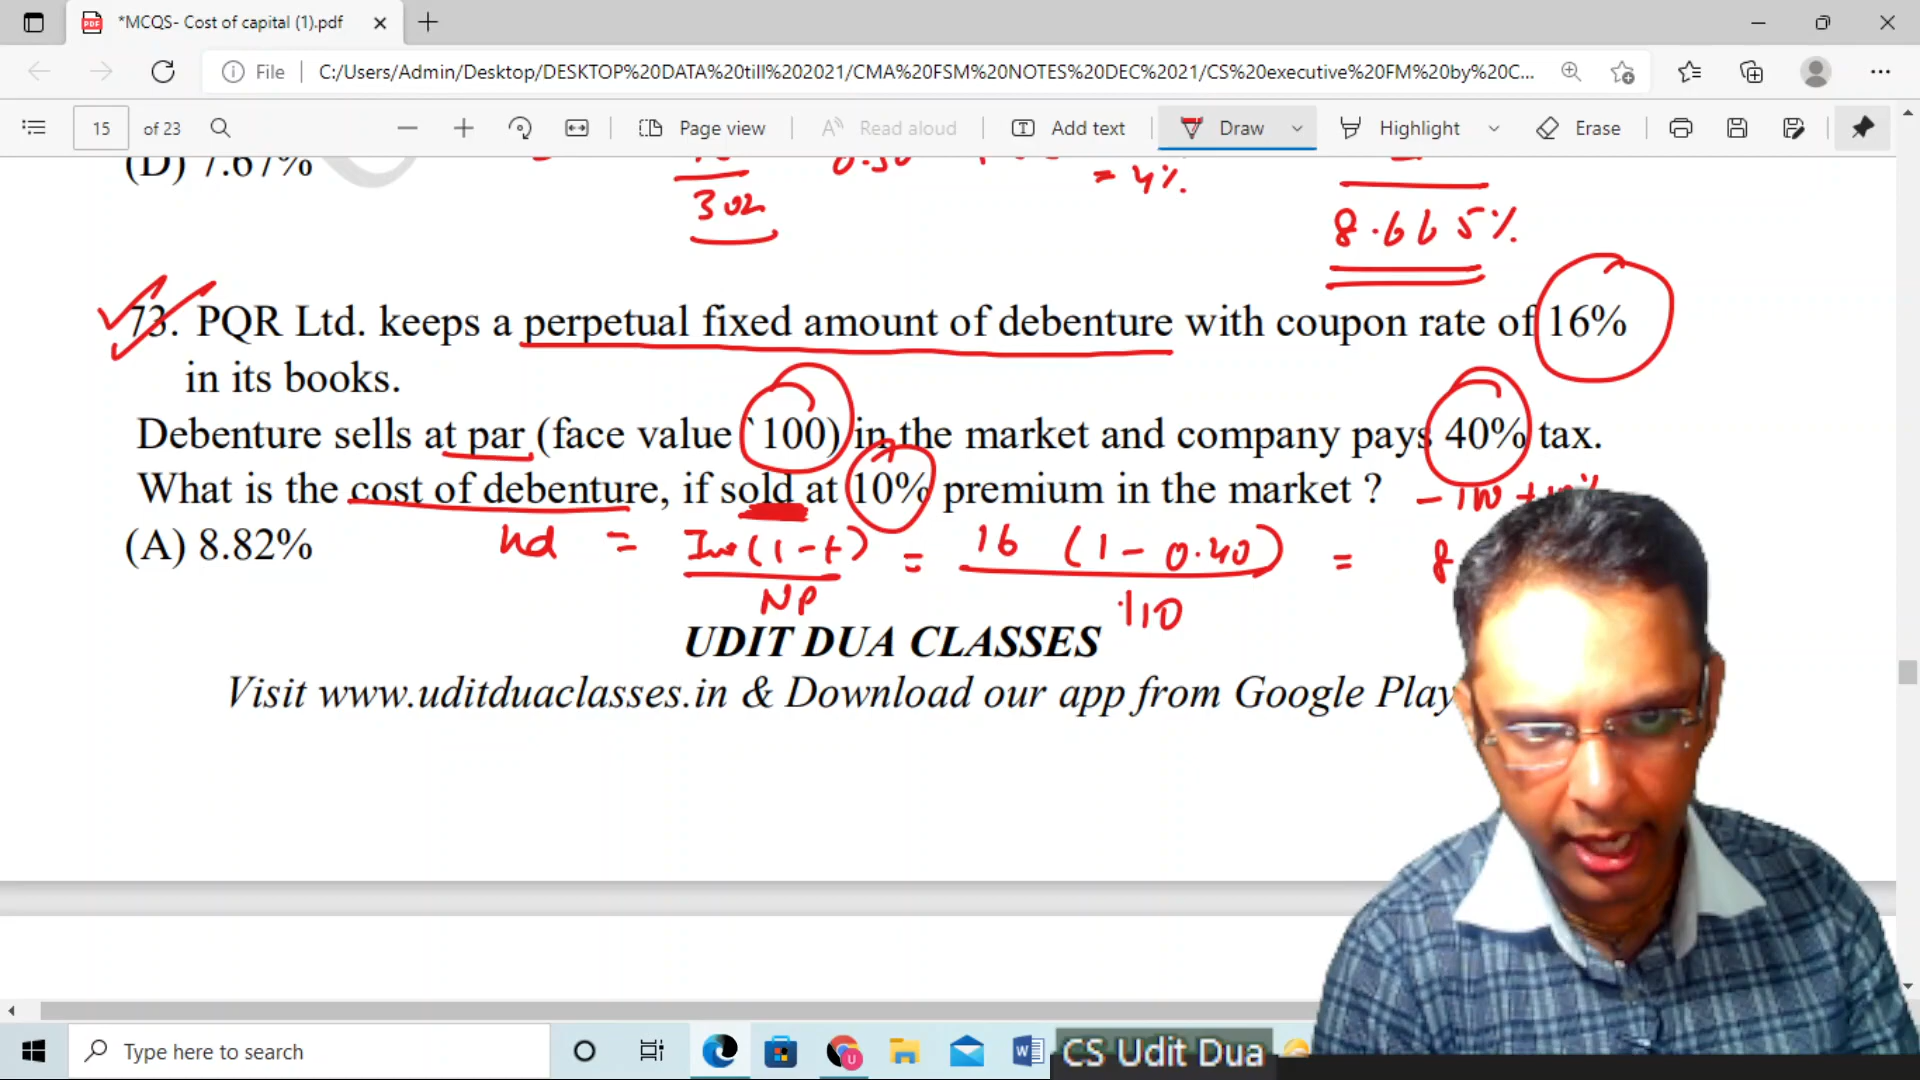 *MCQS- Cost of capital (1).pdf
File
C:/Users/Admin/Desktop/DESKTOP%20DATA%20till%202021/CMA%20FSM%20NOTES%20DEC%2021/CS%20executive%20FM%20by%20C...
15 of 23
Page view
Read aloud
Add text
Draw
Highlight
Erase
(D) 7.67%
0.50
= 4%
302
8.665%
73. PQR Ltd. keeps a perpetual fixed amount of debenture with coupon rate of 16%
in its books.
Debenture sells at par (face value `100) in the market and company pays 40% tax.
What is the cost of debenture, if sold at 10% premium in the market ?
(A) 8.82%
kd = Int (1-t) = 16 (1-0.40) = 8
NP
110
UDIT DUA CLASSES
Visit www.uditduaclasses.in & Download our app from Google Play
Type here to search
CS Udit Dua